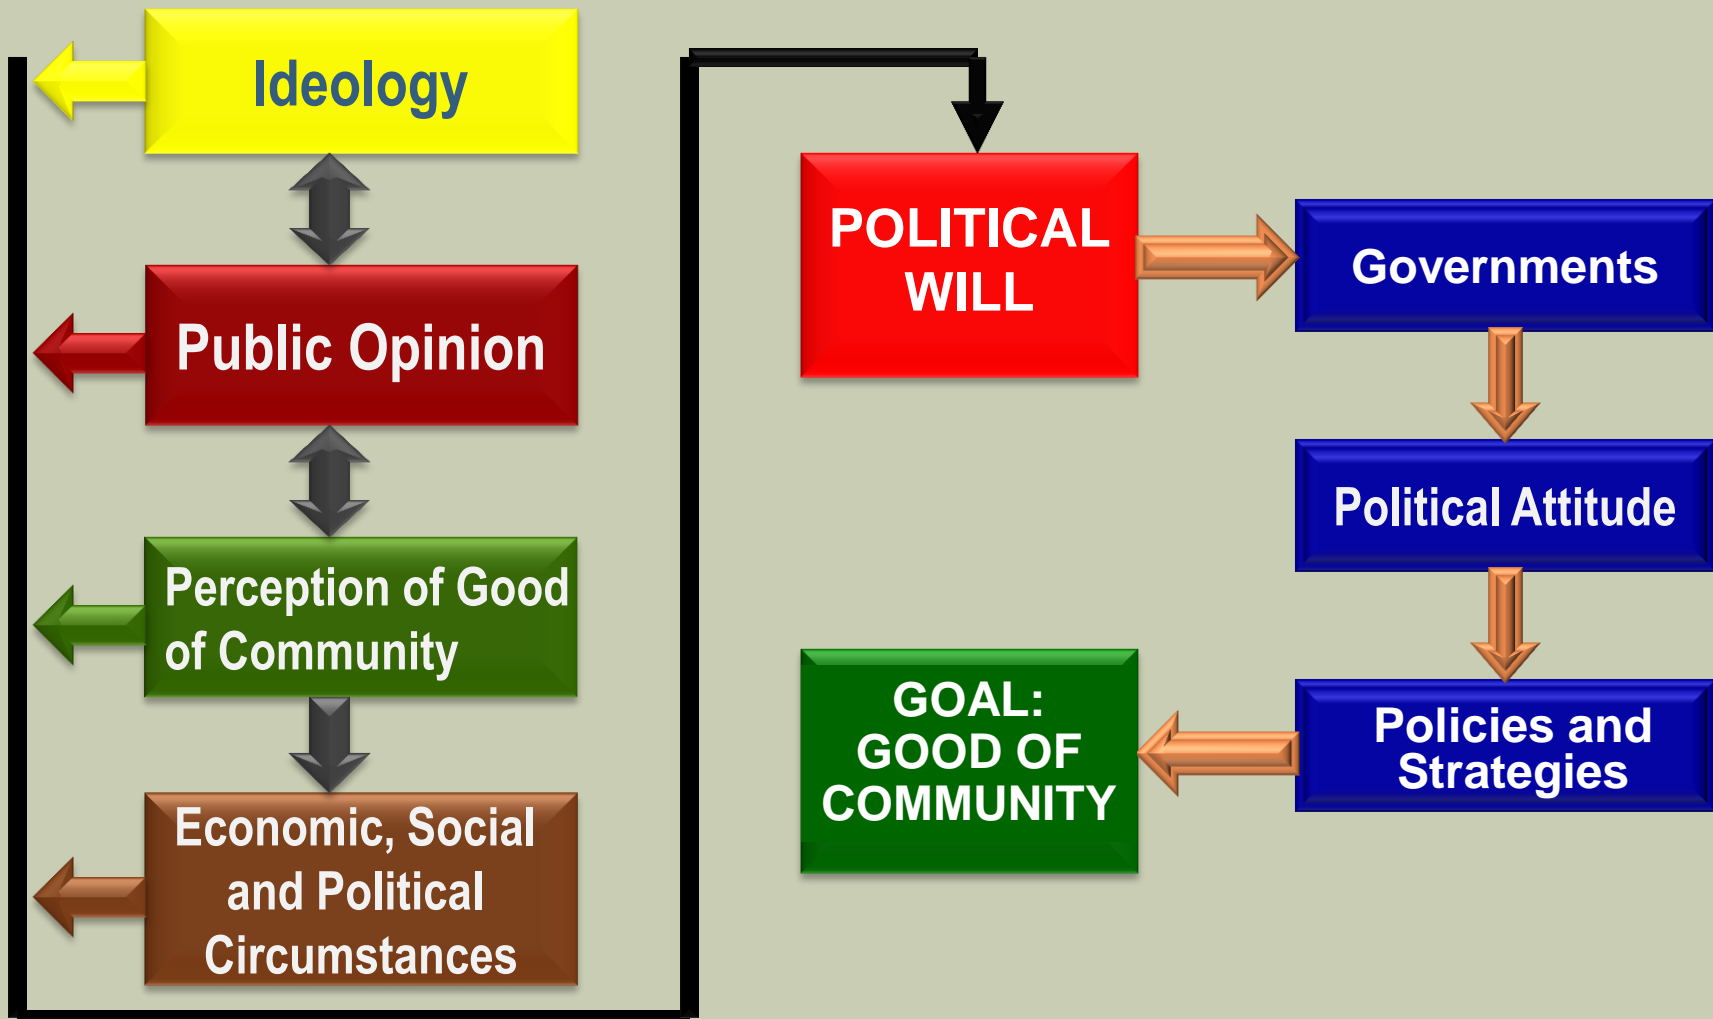 Ideology
Public Opinion
Perception of Good
of Community
Economic, Social
and Political
Circumstances
POLITICAL
WILL
Governments
Political Attitude
Policies and
Strategies
GOAL:
GOOD OF
COMMUNITY